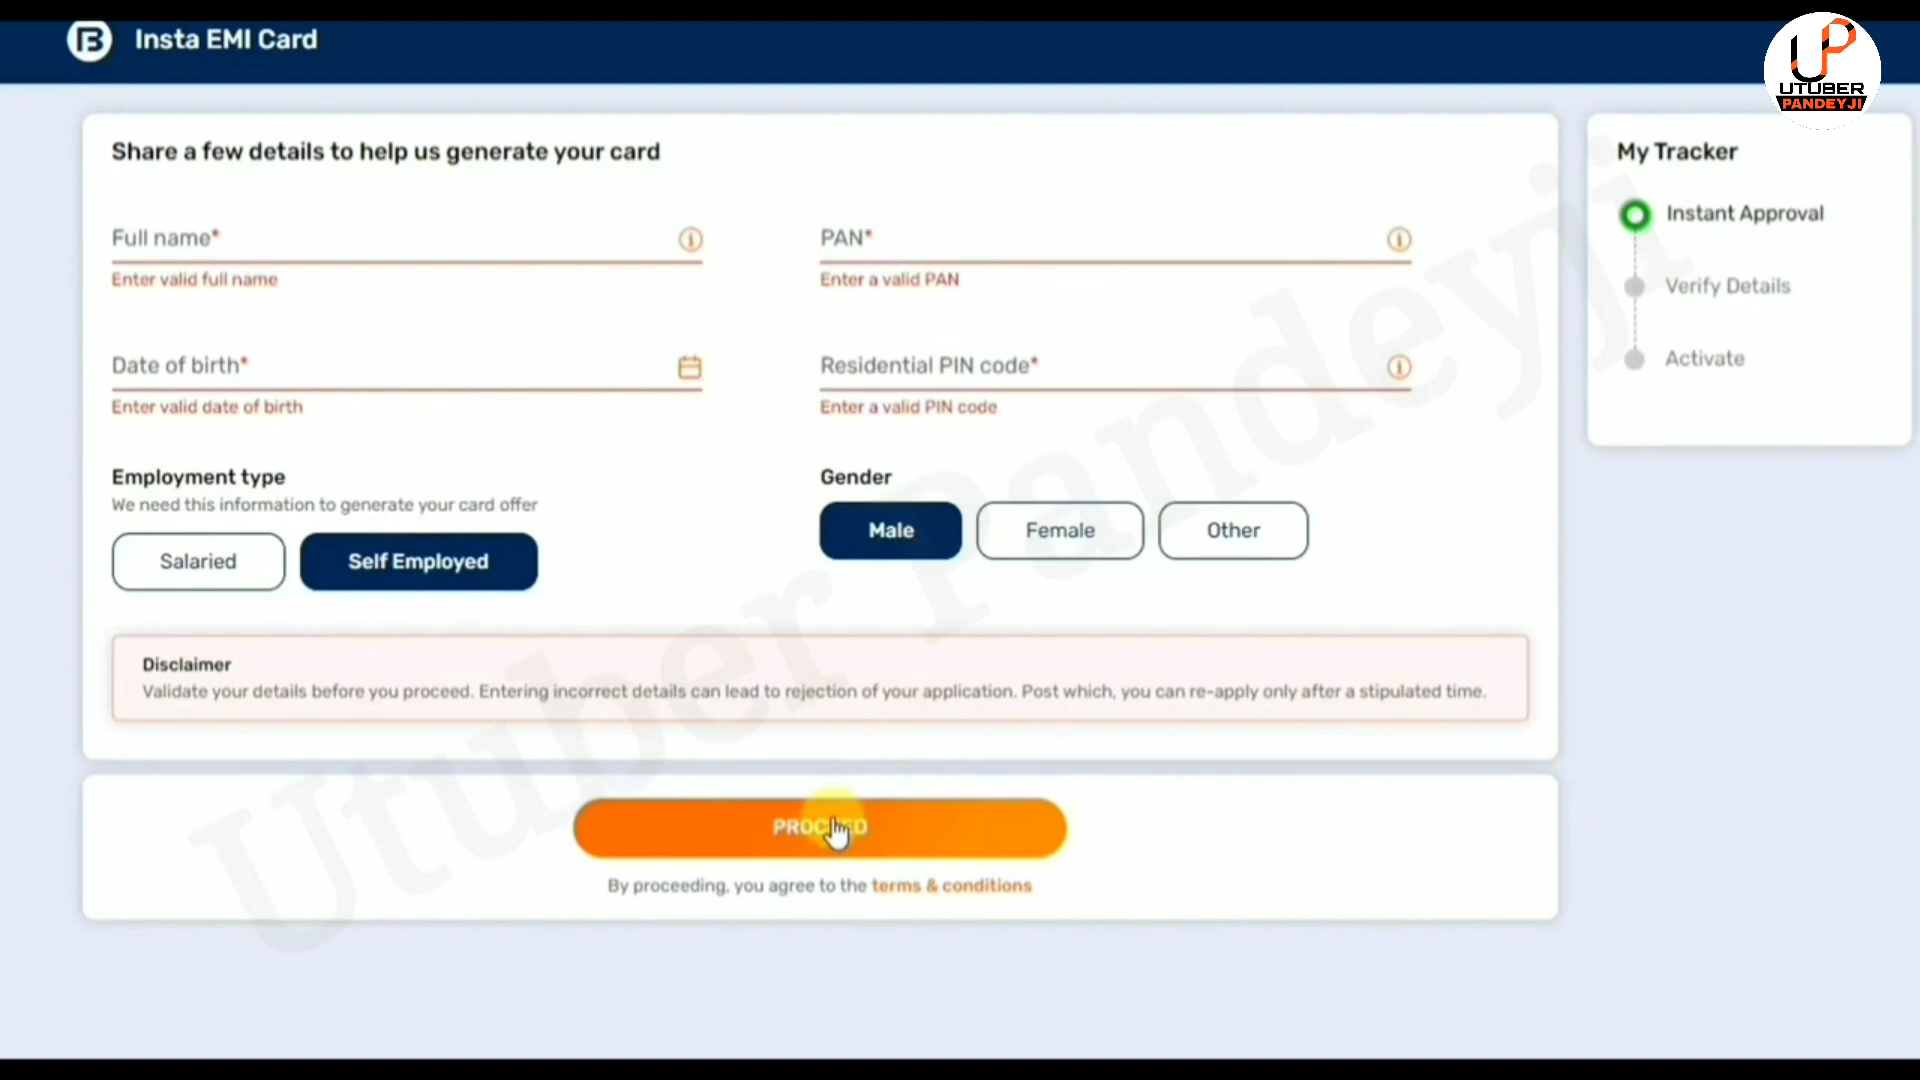 Insta EMI Card
UP
UTUBER
PANDEYJI
Share a few details to help us generate your card
My Tracker
Full name*
PAN*
Instant Approval
Enter valid full name
Enter a valid PAN
Verify Details
Date of birth*
Residential PIN code*
Activate
Enter valid date of birth
Enter a valid PIN code
Employment type
Gender
We need this information to generate your card offer
Male
Female
Other
Salaried
Self Employed
Disclaimer
Validate your details before you proceed. Entering incorrect details can lead to rejection of your application. Post which, you can re-apply only after a stipulated time.
PROCEED
By proceeding, you agree to the terms & conditions
Utuber Pandeyji